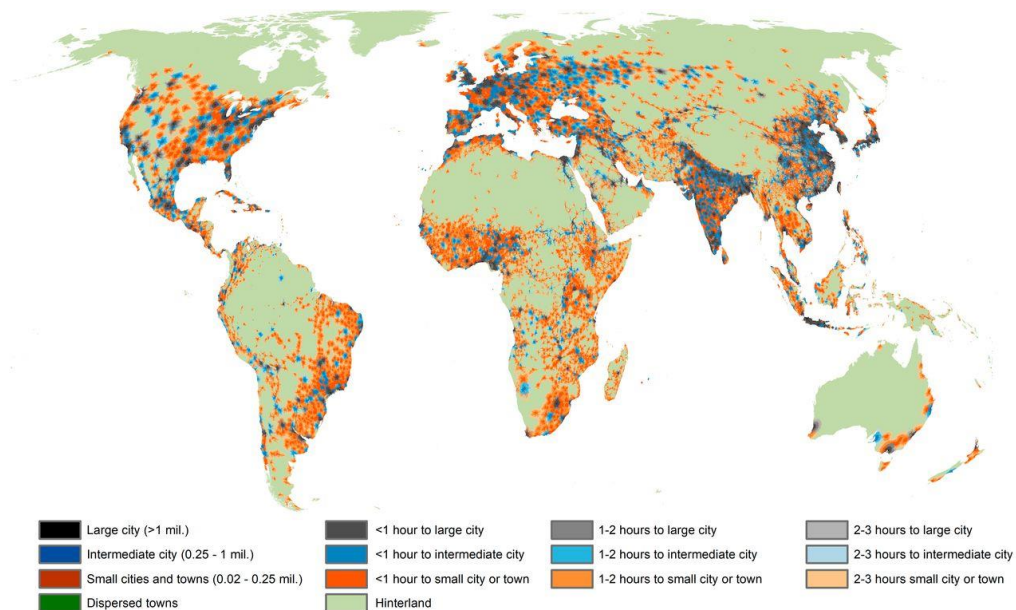 Large city (>1 mil.)
<1 hour to large city
1-2 hours to large city
2-3 hours to large city
Intermediate city (0.25 - 1 mil.)
<1 hour to intermediate city
1-2 hours to intermediate city
2-3 hours to intermediate city
Small cities and towns (0.02 - 0.25 mil.)
<1 hour to small city or town
1-2 hours to small city or town
2-3 hours small city or town
Dispersed towns
Hinterland